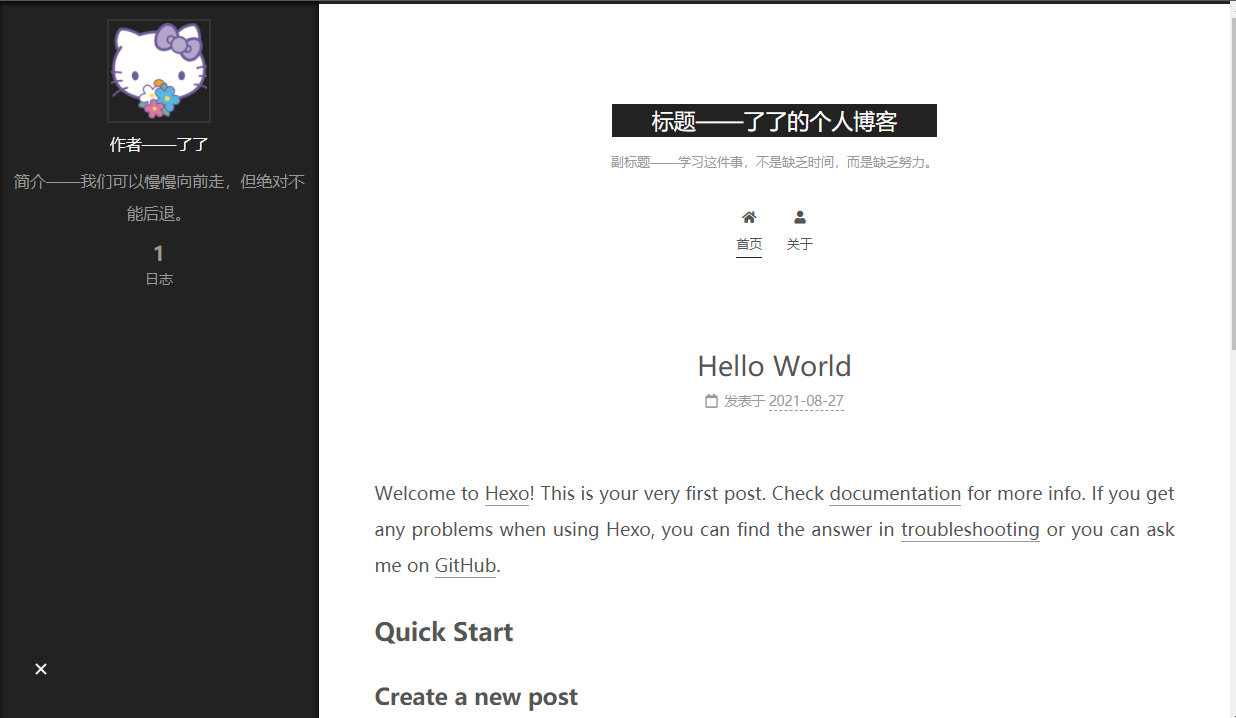 作者——了了
简介——我们可以慢慢向前走，但绝对不
能后退。
1
日志
标题——了了的个人博客
副标题——学习这件事，不是缺乏时间，而是缺乏努力。
首页
关于
Hello World
发表于 2021-08-27
Welcome to Hexo! This is your very first post. Check documentation for more info. If you get
any problems when using Hexo, you can find the answer in troubleshooting or you can ask
me on GitHub.
Quick Start
Create a new post